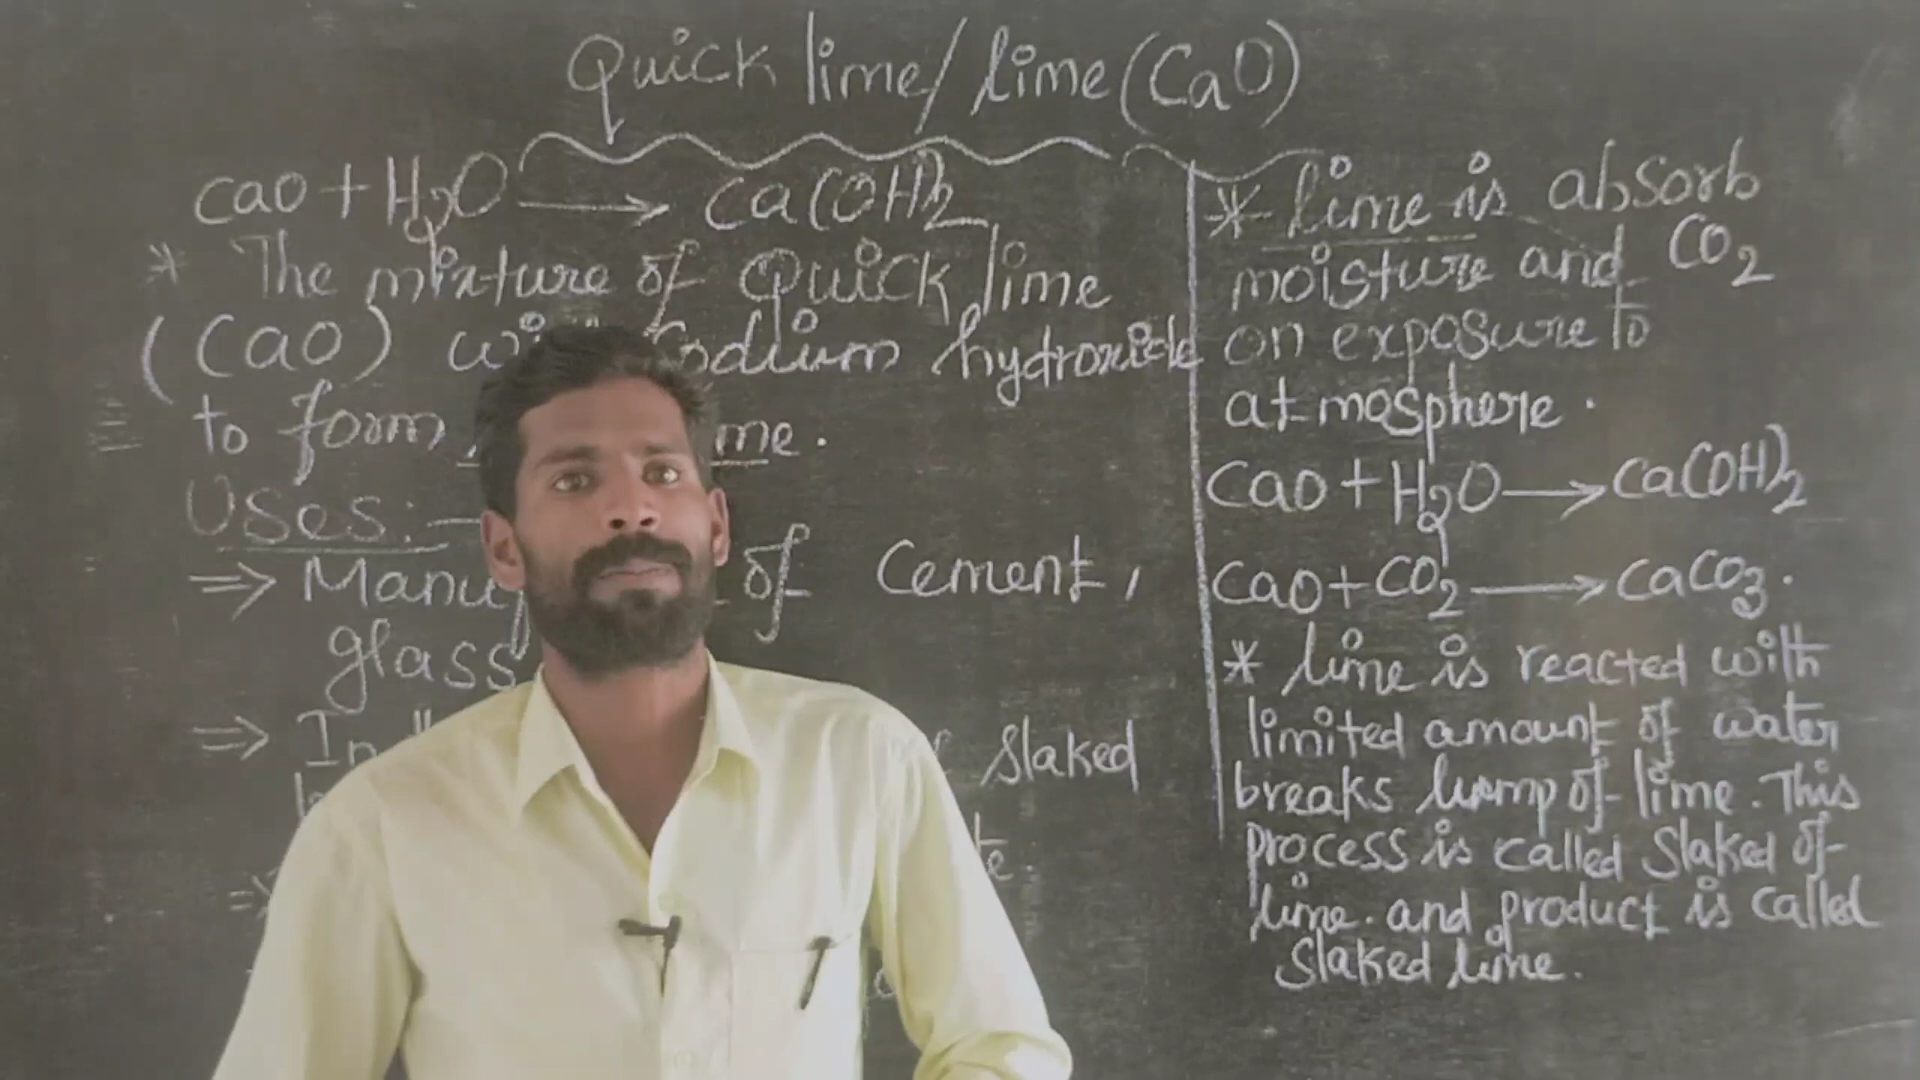 Quick lime/lime (CaO)
CaO + H2O → Ca(OH)2
* The mixture of Quick lime
(CaO) sodium hydroxide
to form
Uses:-
⇒ of Cement,
glass
⇒ slaked
* lime is absorb
moisture and CO2
on exposure to
atmosphere.
CaO + H2O → Ca(OH)2
CaO + CO2 → CaCO3.
* lime is reacted with
limited amount of water
breaks lump of lime. This
process is called slaked of
lime. and product is called
slaked lime.